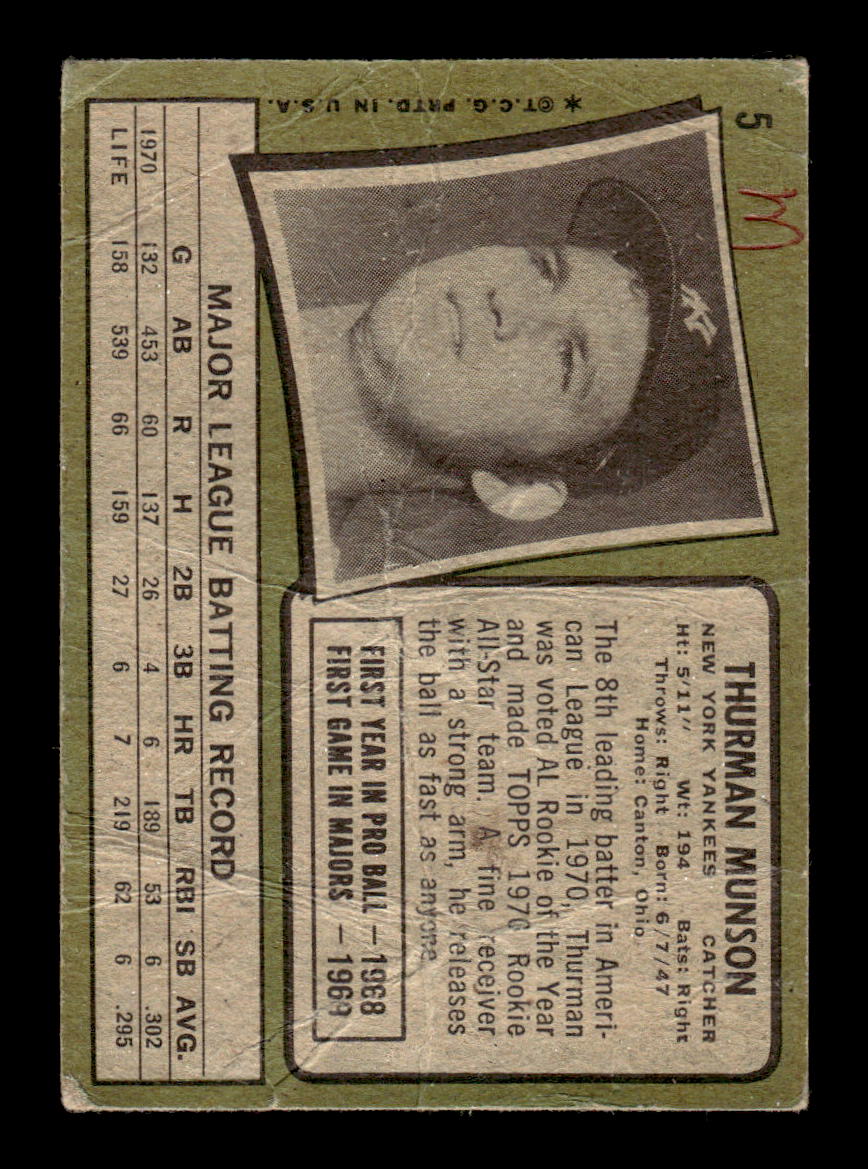 5
M
THURMAN MUNSON
NEW YORK YANKEES CATCHER
Ht: 5/11" Wt: 194 Bats: Right
Throws: Right Born: 6/7/47
Home: Canton, Ohio
The 8th leading batter in Ameri-
can League in 1970, Thurman
was voted AL Rookie of the Year
and made TOPPS 1970 Rookie
All-Star team. A fine receiver
with a strong arm, he releases
the ball as fast as anyone.
FIRST YEAR IN PRO BALL — 1968
FIRST GAME IN MAJORS — 1969
*©T.C.G. PRTD. IN U.S.A.
MAJOR LEAGUE BATTING RECORD
G AB R H 2B 3B HR TB RBI SB AVG.
1970 132 453 60 137 26 4 6 189 53 6 .302
LIFE 158 539 66 159 27 6 7 219 62 6 .295